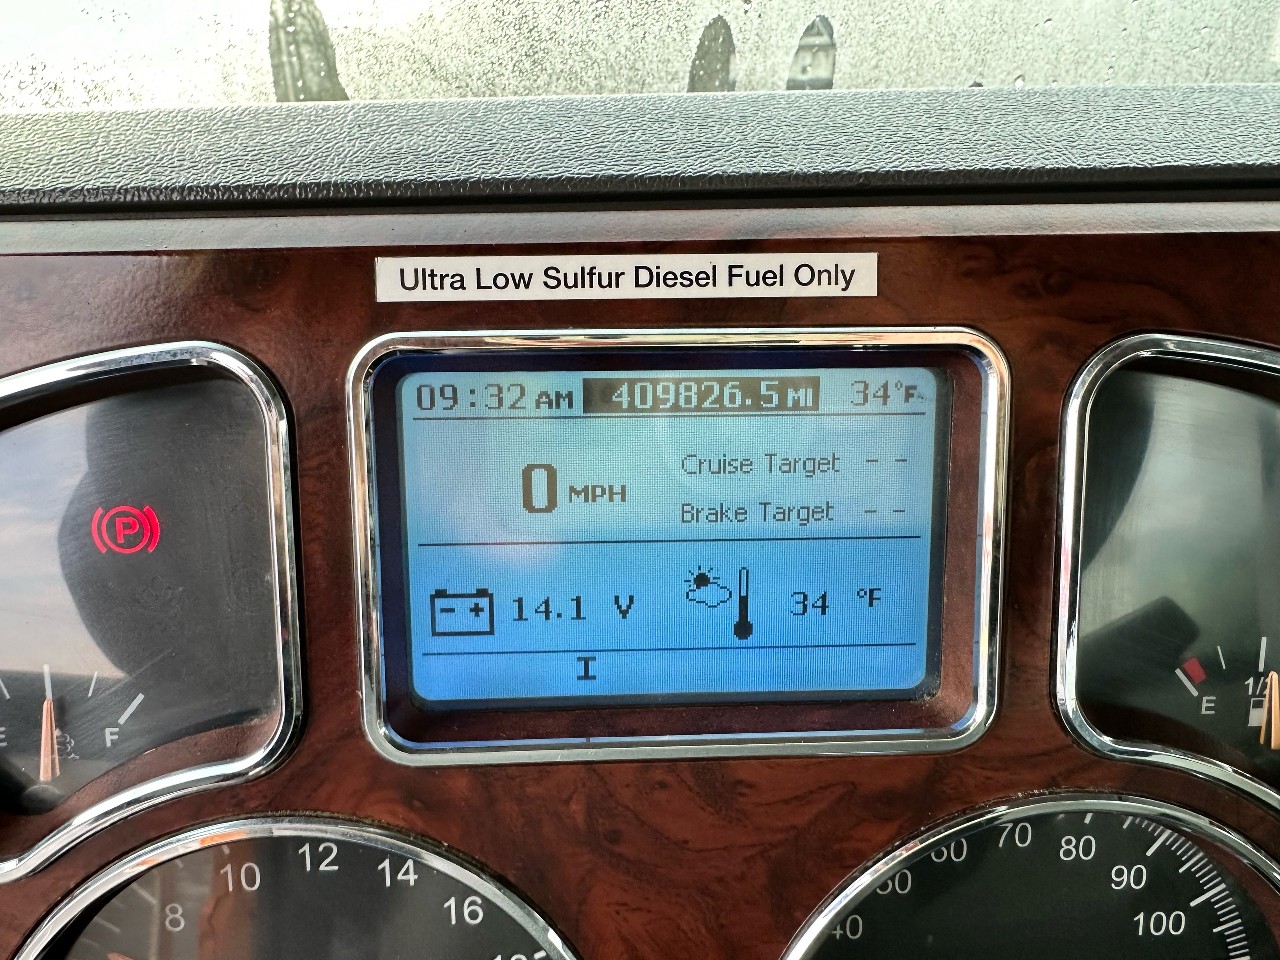 Ultra Low Sulfur Diesel Fuel Only
09:32 AM 409826.5 MI 34°F
Cruise Target - -
0 MPH
Brake Target - -
P
- + 14.1 V 34 °F
I
E F
E 1/2
8 10 12 14 16
40 50 60 70 80 90 100